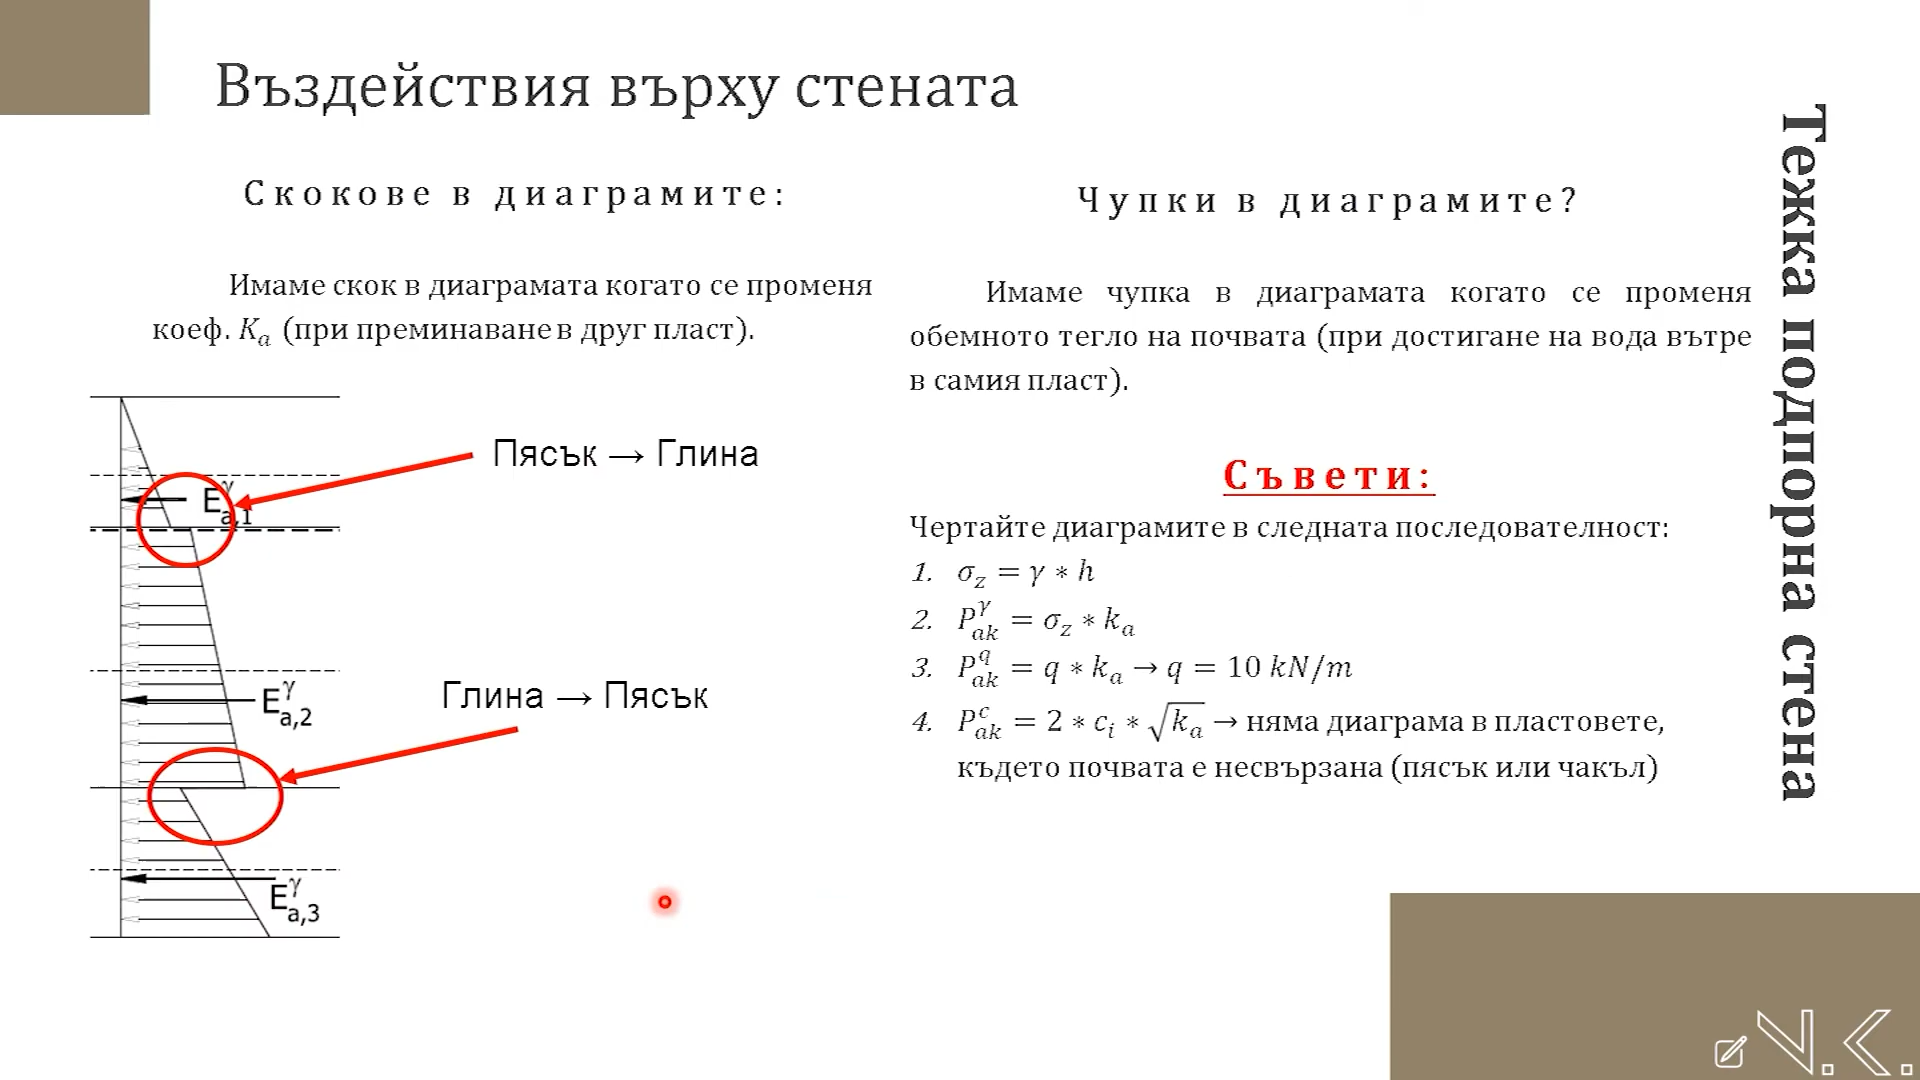 Въздействия върху стената
Скокове в диаграмите:
Имаме скок в диаграмата когато се променя
коеф. Kₐ (при преминаване в друг пласт).
Пясък → Глина
E^γ_a,1
Глина → Пясък
E^γ_a,2
E^γ_a,3
Чупки в диаграмите?
Имаме чупка в диаграмата когато се променя
обемното тегло на почвата (при достигане на вода вътре
в самия пласт).
Съвети:
Чертайте диаграмите в следната последователност:
1. σ_z = γ ∗ h
2. P^γ_ak = σ_z ∗ k_a
3. P^q_ak = q ∗ k_a → q = 10 kN/m
4. P^c_ak = 2 ∗ c_i ∗ √k_a → няма диаграма в пластовете,
където почвата е несвързана (пясък или чакъл)
Тежка подпорна стена
V.K.